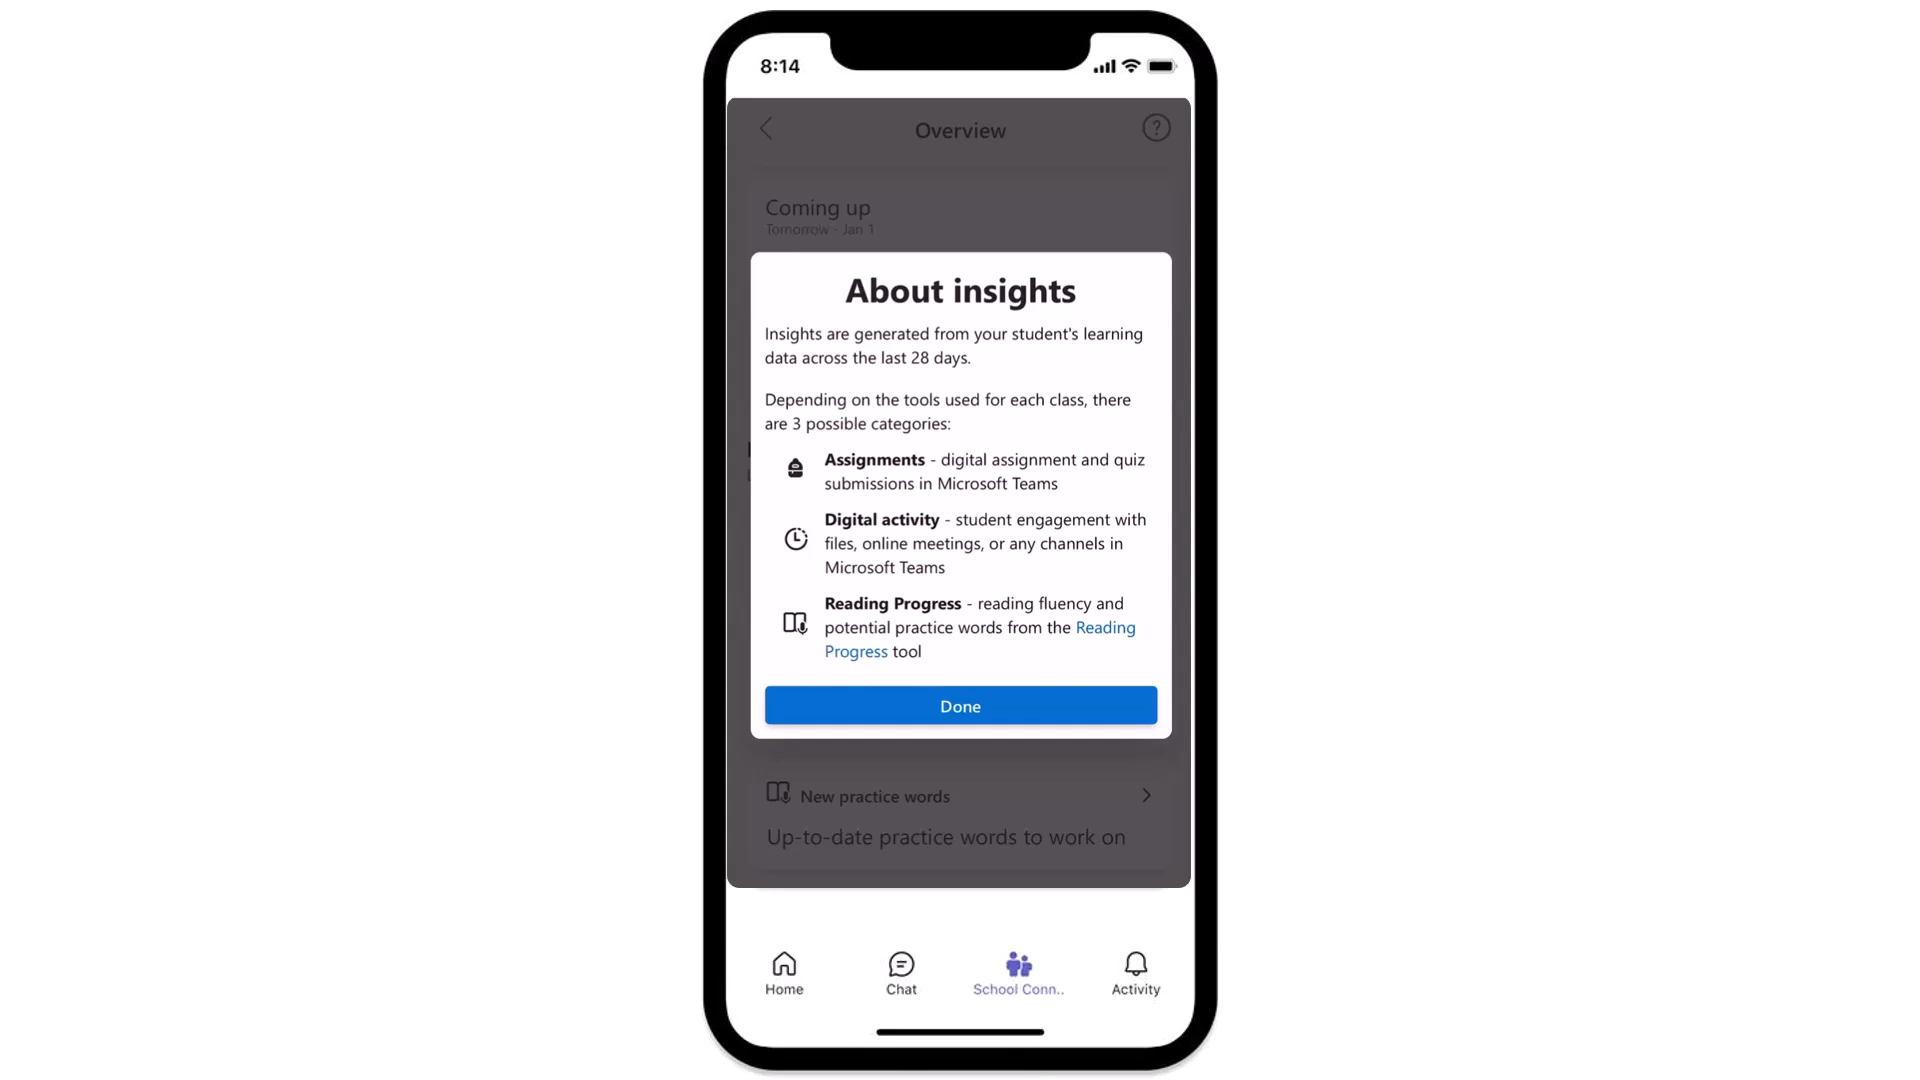 8:14
Overview
?
Coming up
Tomorrow - Jan 1
About insights
Insights are generated from your student's learning
data across the last 28 days.
Depending on the tools used for each class, there
are 3 possible categories:
Assignments - digital assignment and quiz
submissions in Microsoft Teams
Digital activity - student engagement with
files, online meetings, or any channels in
Microsoft Teams
Reading Progress - reading fluency and
potential practice words from the Reading
Progress tool
Done
New practice words
Up-to-date practice words to work on
Home
Chat
School Conn..
Activity